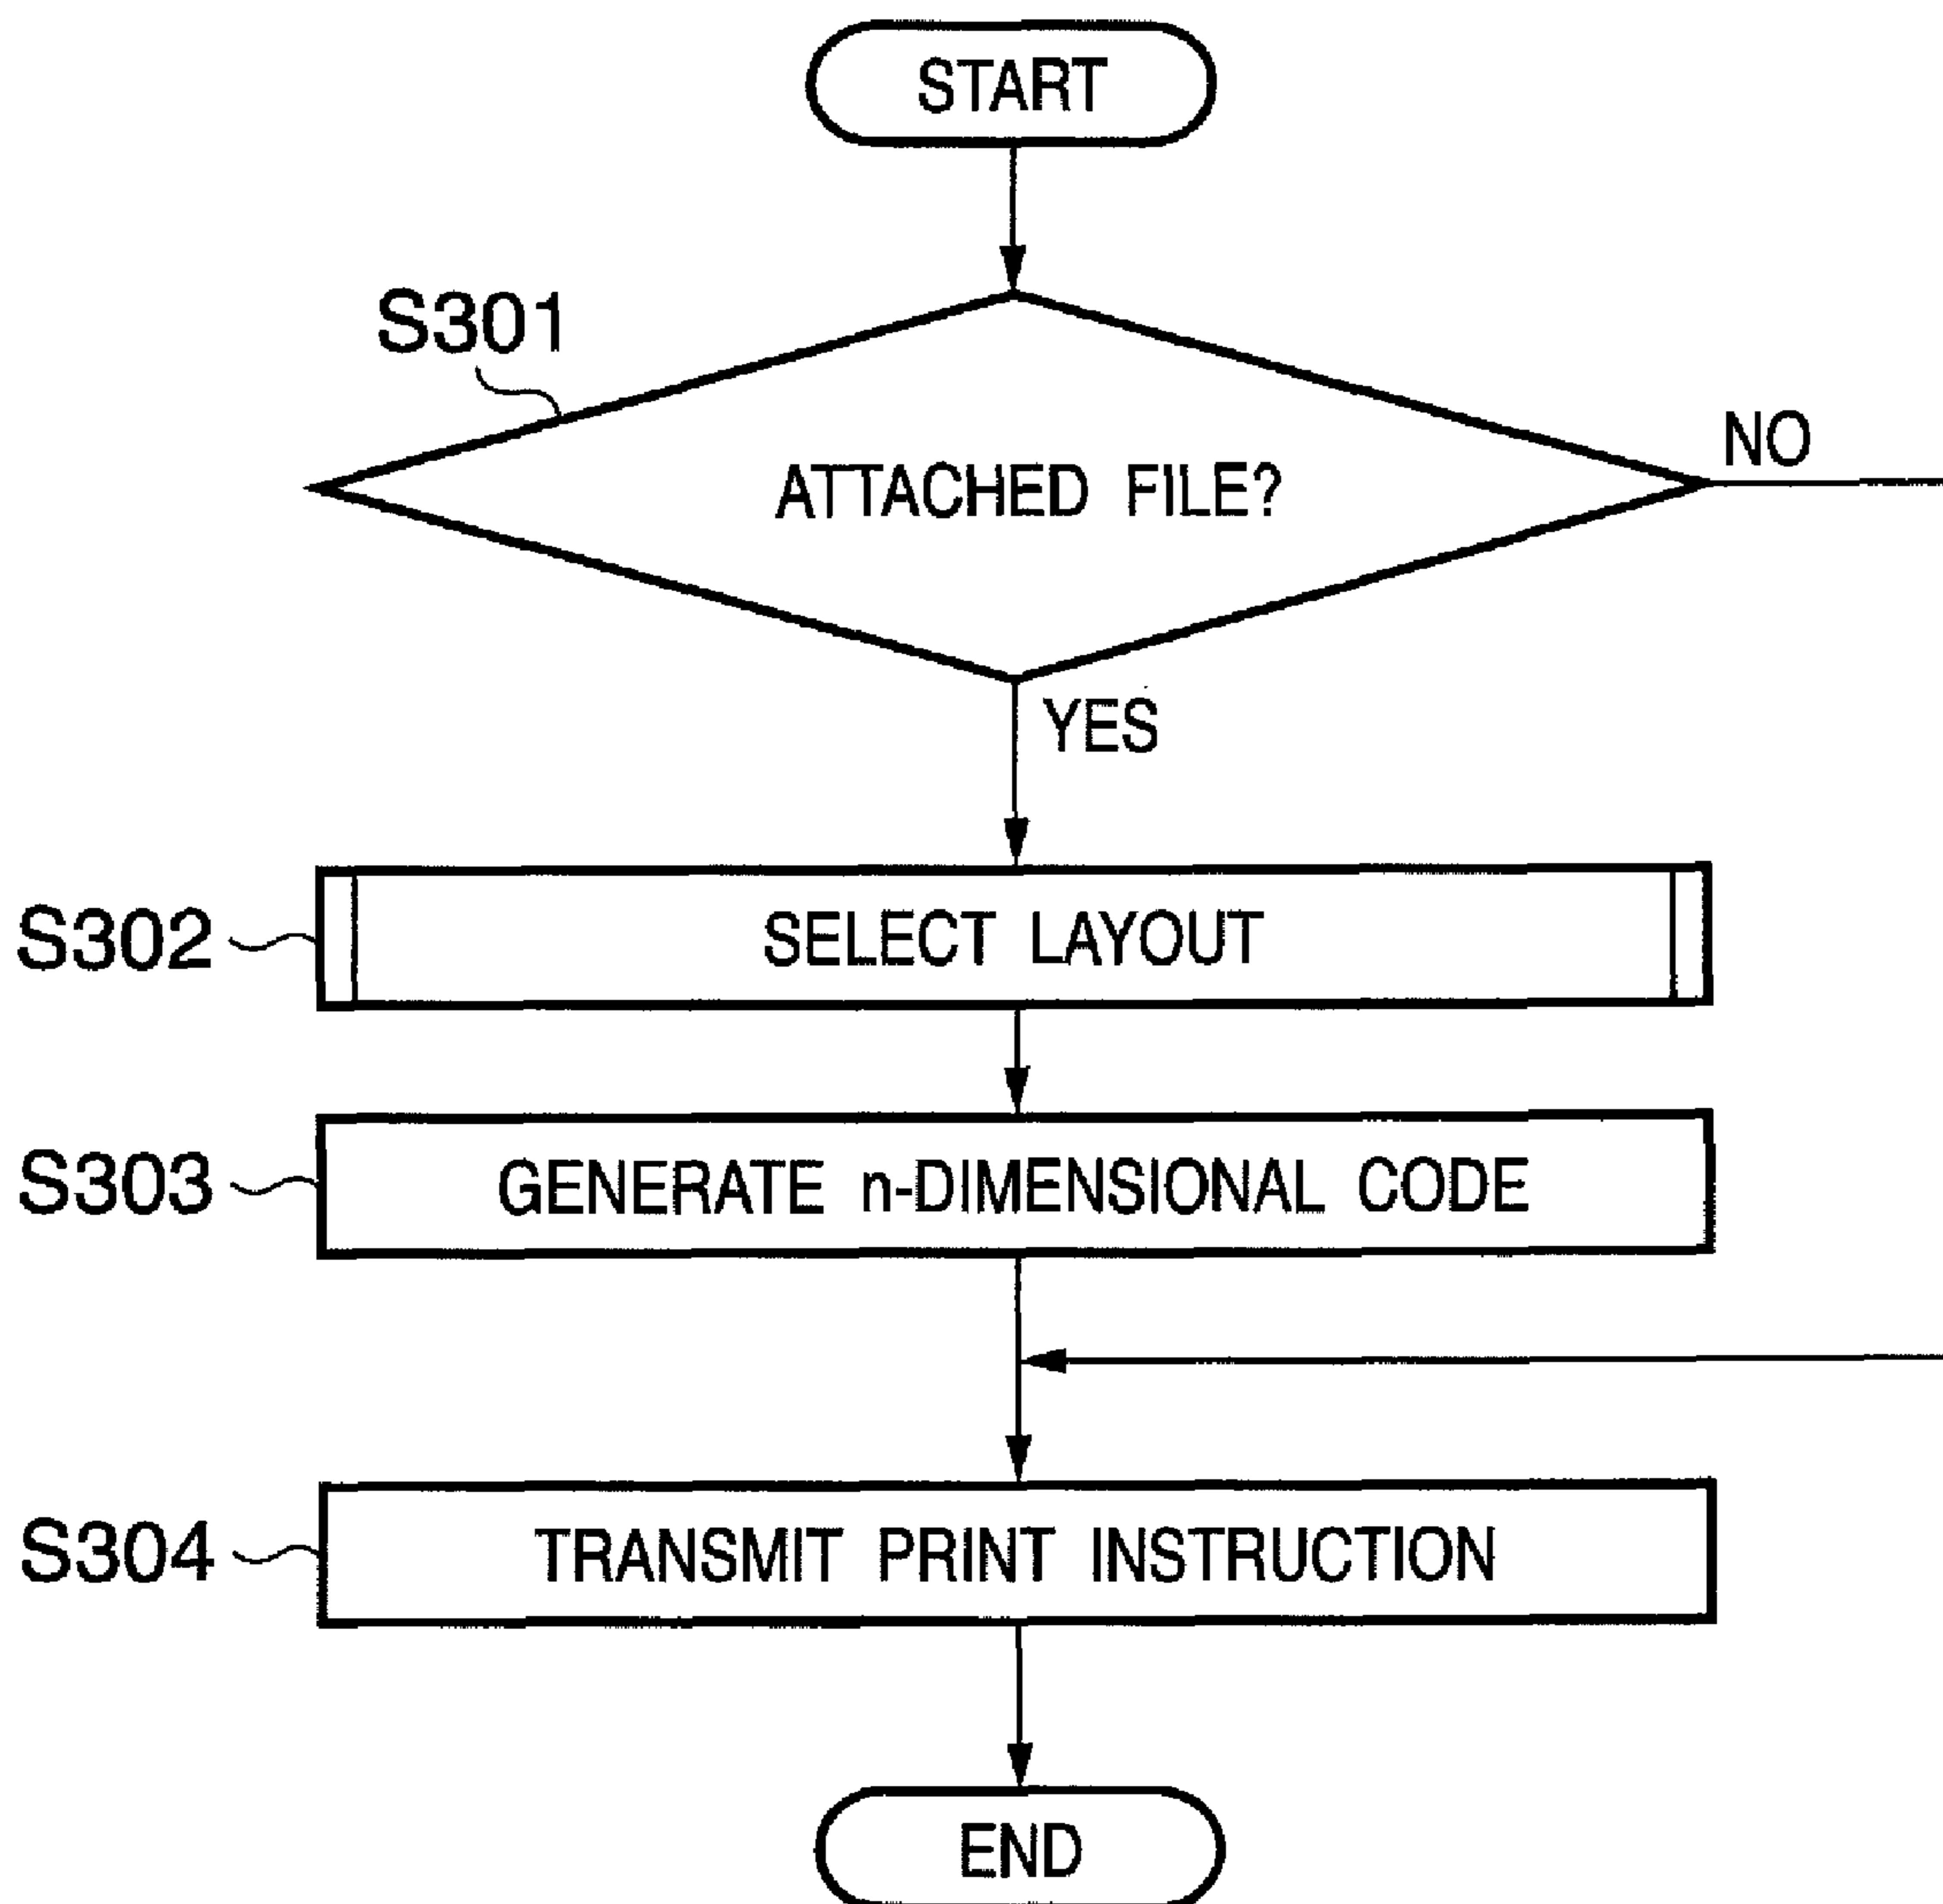 START
S301
ATTACHED FILE?
NO
YES
S302
SELECT LAYOUT
S303
GENERATE n-DIMENSIONAL CODE
S304
TRANSMIT PRINT INSTRUCTION
END